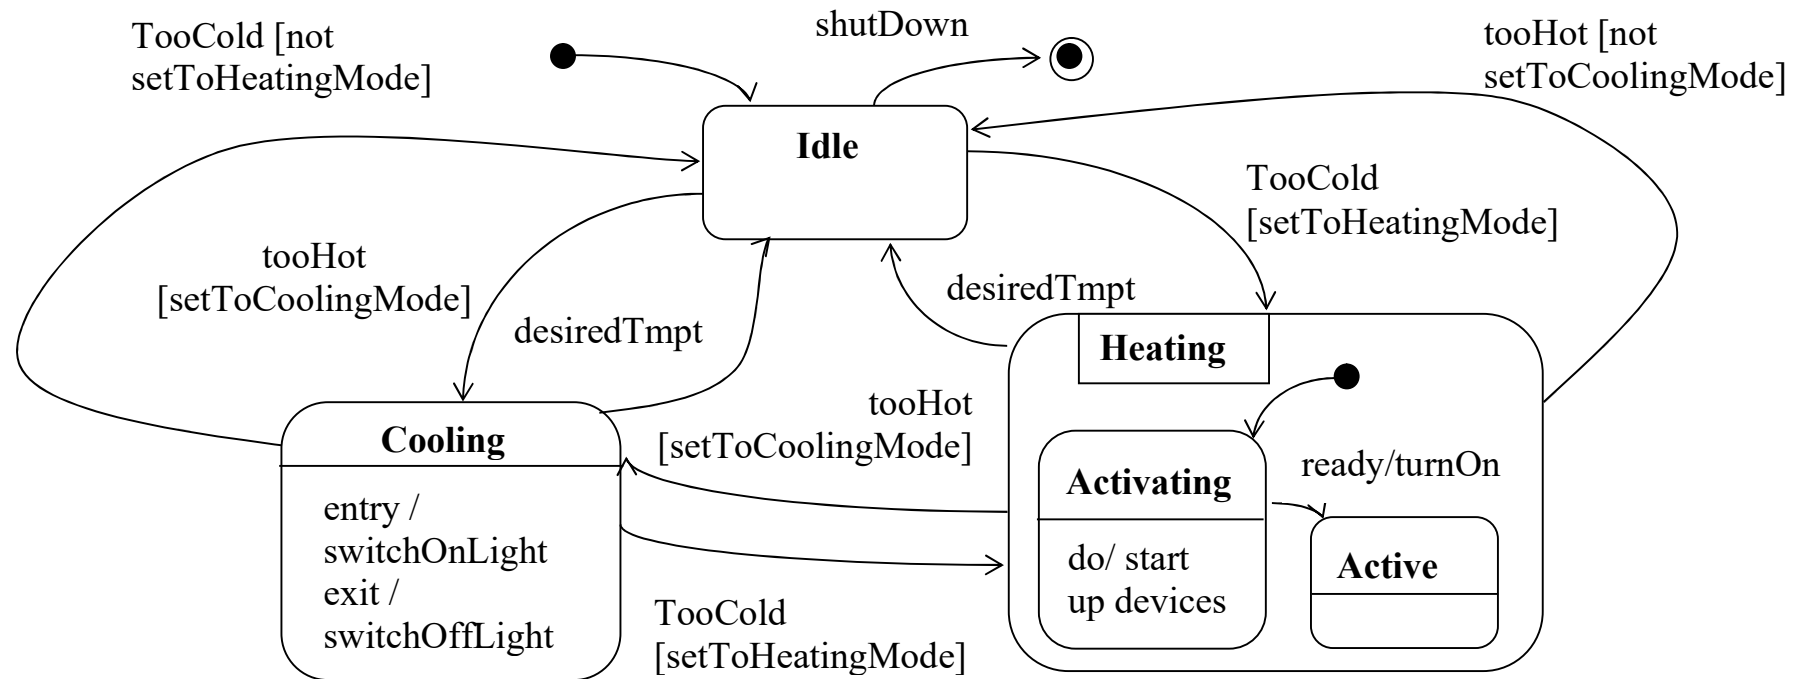 TooCold [not
setToHeatingMode]
shutDown
tooHot [not
setToCoolingMode]
Idle
TooCold
[setToHeatingMode]
tooHot
[setToCoolingMode]
desiredTmpt
desiredTmpt
Heating
tooHot
[setToCoolingMode]
Cooling
entry /
switchOnLight
exit /
switchOffLight
Activating
do/ start
up devices
ready/turnOn
Active
TooCold
[setToHeatingMode]